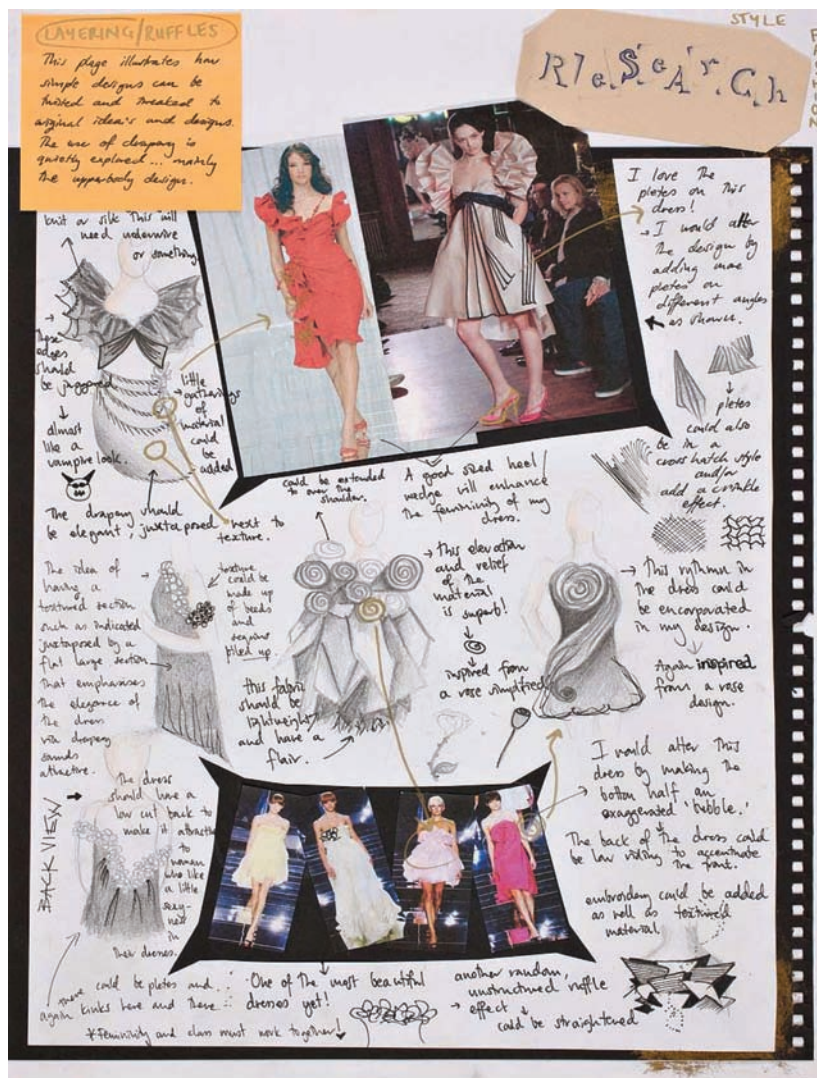 LAYERING/RUFFLES
This page illustrates how
simple designs can be
twisted and tweaked to
original idea's and designs.
The use of drapery is
quietly explored... mainly
the upperbody design.
STYLE
FASHION
ReSeArCh
knit or silk this will
need underwire
or something.
These
edges
should
be jaggered
almost
like a
vampire look.
little
gatherings
of
material
could
be
added
The drapery should
be elegant, juxtaposed next to
texture.
I love the
pletes on this
dress!
→ I would alter
the design by
adding more
pletes on
different angles
as shown.
pletes
could also
be in a
cross hatch style
and/or
add a crinkle
effect.
could be extended
to over the
shoulder.
A good sized heel/
wedge will enhance
the femininity of my
dress.
The idea of
having a
textured section
such as indicated
juxtaposed by a
flat large section
that emphasises
the elegance of
the dress
via drapery
sounds
attractive.
texture
could be
made up
of beads
and
sequins
piled up.
this fabric
should be
lightweight
and have a
flair.
→ this elevation
and relief
of the
material
is superb!
inspired from
a rose simplified
→ This rythmn in
the dress could
be encorporated
in my design.
Again inspired
from a rose
design.
BACK VIEW
The dress
should have a
low cut back to
make it attractive
to
woman
who like
a little
sexy-
ness
in
their dresses.
there could be pletes and
again kinks here and there
*femininity and class must work together!
One of the most beautiful
dresses yet!
another random,
unstructured ruffle
→ effect
could be straightened
I would alter this
dress by making the
bottom half an
exaggerated 'bubble.'
The back of the dress could
be low riding to accentuate
the front.
embroidery could be added
as well as textured
material